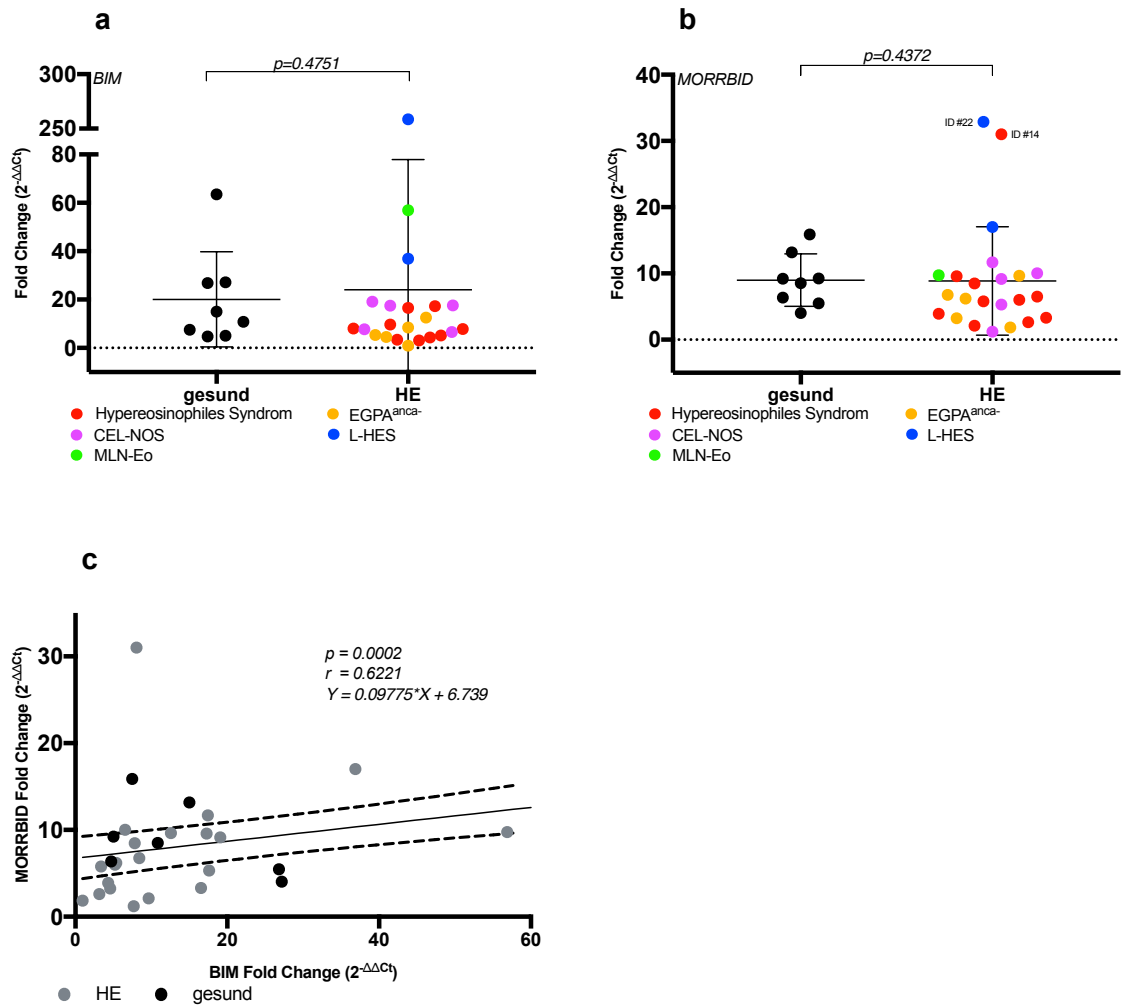 a
BIM
p=0.4751
Fold Change (2-ΔΔCt)
300
250
80
60
40
20
0
gesund HE
Hypereosinophiles Syndrom EGPAanca-
CEL-NOS L-HES
MLN-Eo
b
MORRBID
p=0.4372
Fold Change (2-ΔΔCt)
40
30
20
10
0
ID #22 ID #14
gesund HE
Hypereosinophiles Syndrom EGPAanca-
CEL-NOS L-HES
MLN-Eo
c
MORRBID Fold Change (2-ΔΔCt)
30
20
10
0
p = 0.0002
r = 0.6221
Y = 0.09775*X + 6.739
0 20 40 60
BIM Fold Change (2-ΔΔCt)
HE gesund